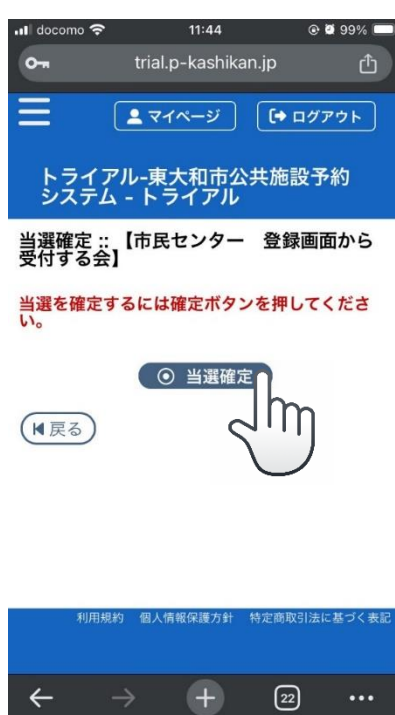 docomo 11:44 99%
trial.p-kashikan.jp
マイページ ログアウト
トライアル-東大和市公共施設予約
システム - トライアル
当選確定 :: 【市民センター　登録画面から
受付する会】
当選を確定するには確定ボタンを押してくださ
い。
当選確定
戻る
利用規約 個人情報保護方針 特定商取引法に基づく表記
22